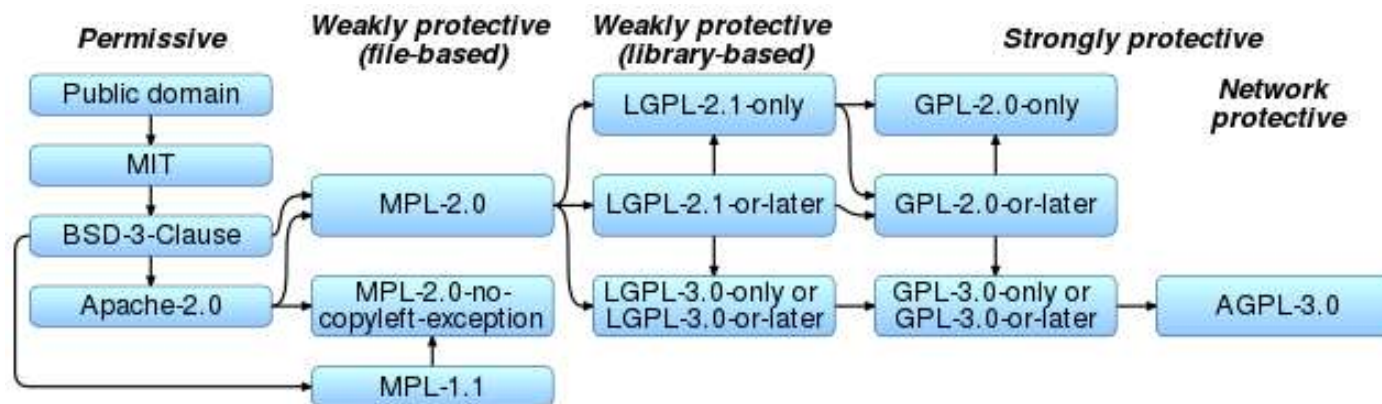 Permissive
Weakly protective
(file-based)
Weakly protective
(library-based)
Strongly protective
Network
protective
Public domain
MIT
BSD-3-Clause
Apache-2.0
MPL-2.0
MPL-2.0-no-
copyleft-exception
MPL-1.1
LGPL-2.1-only
LGPL-2.1-or-later
LGPL-3.0-only or
LGPL-3.0-or-later
GPL-2.0-only
GPL-2.0-or-later
GPL-3.0-only or
GPL-3.0-or-later
AGPL-3.0